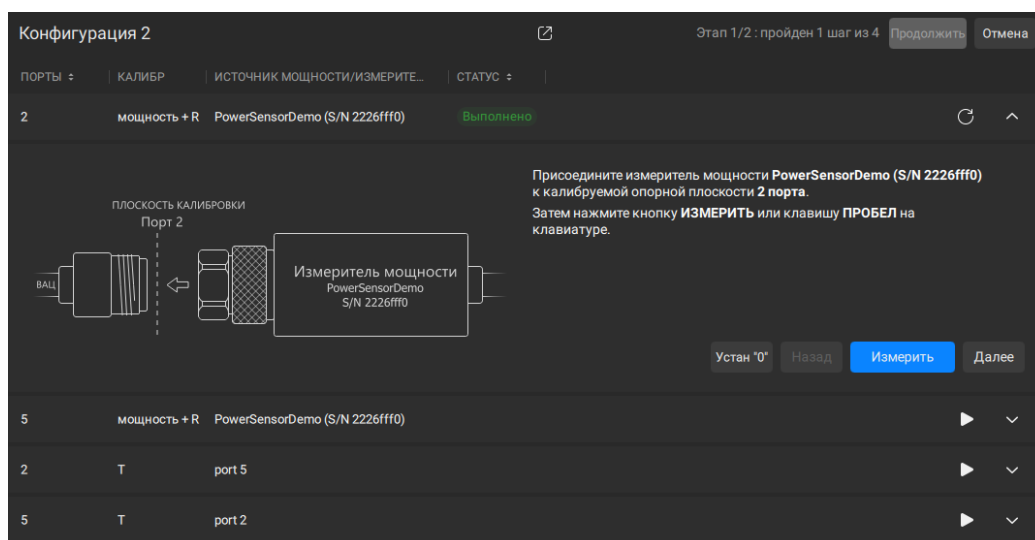 Конфигурация 2
Этап 1/2 : пройден 1 шаг из 4 Продолжить Отмена
ПОРТЫ КАЛИБР ИСТОЧНИК МОЩНОСТИ/ИЗМЕРИТЕ... СТАТУС
2 мощность + R PowerSensorDemo (S/N 2226fff0) Выполнено
Присоедините измеритель мощности PowerSensorDemo (S/N 2226fff0)
к калибруемой опорной плоскости 2 порта.
Затем нажмите кнопку ИЗМЕРИТЬ или клавишу ПРОБЕЛ на
клавиатуре.
ПЛОСКОСТЬ КАЛИБРОВКИ
Порт 2
ВАЦ
Измеритель мощности
PowerSensorDemo
S/N 2226fff0
Устан "0" Назад Измерить Далее
5 мощность + R PowerSensorDemo (S/N 2226fff0)
2 T port 5
5 T port 2